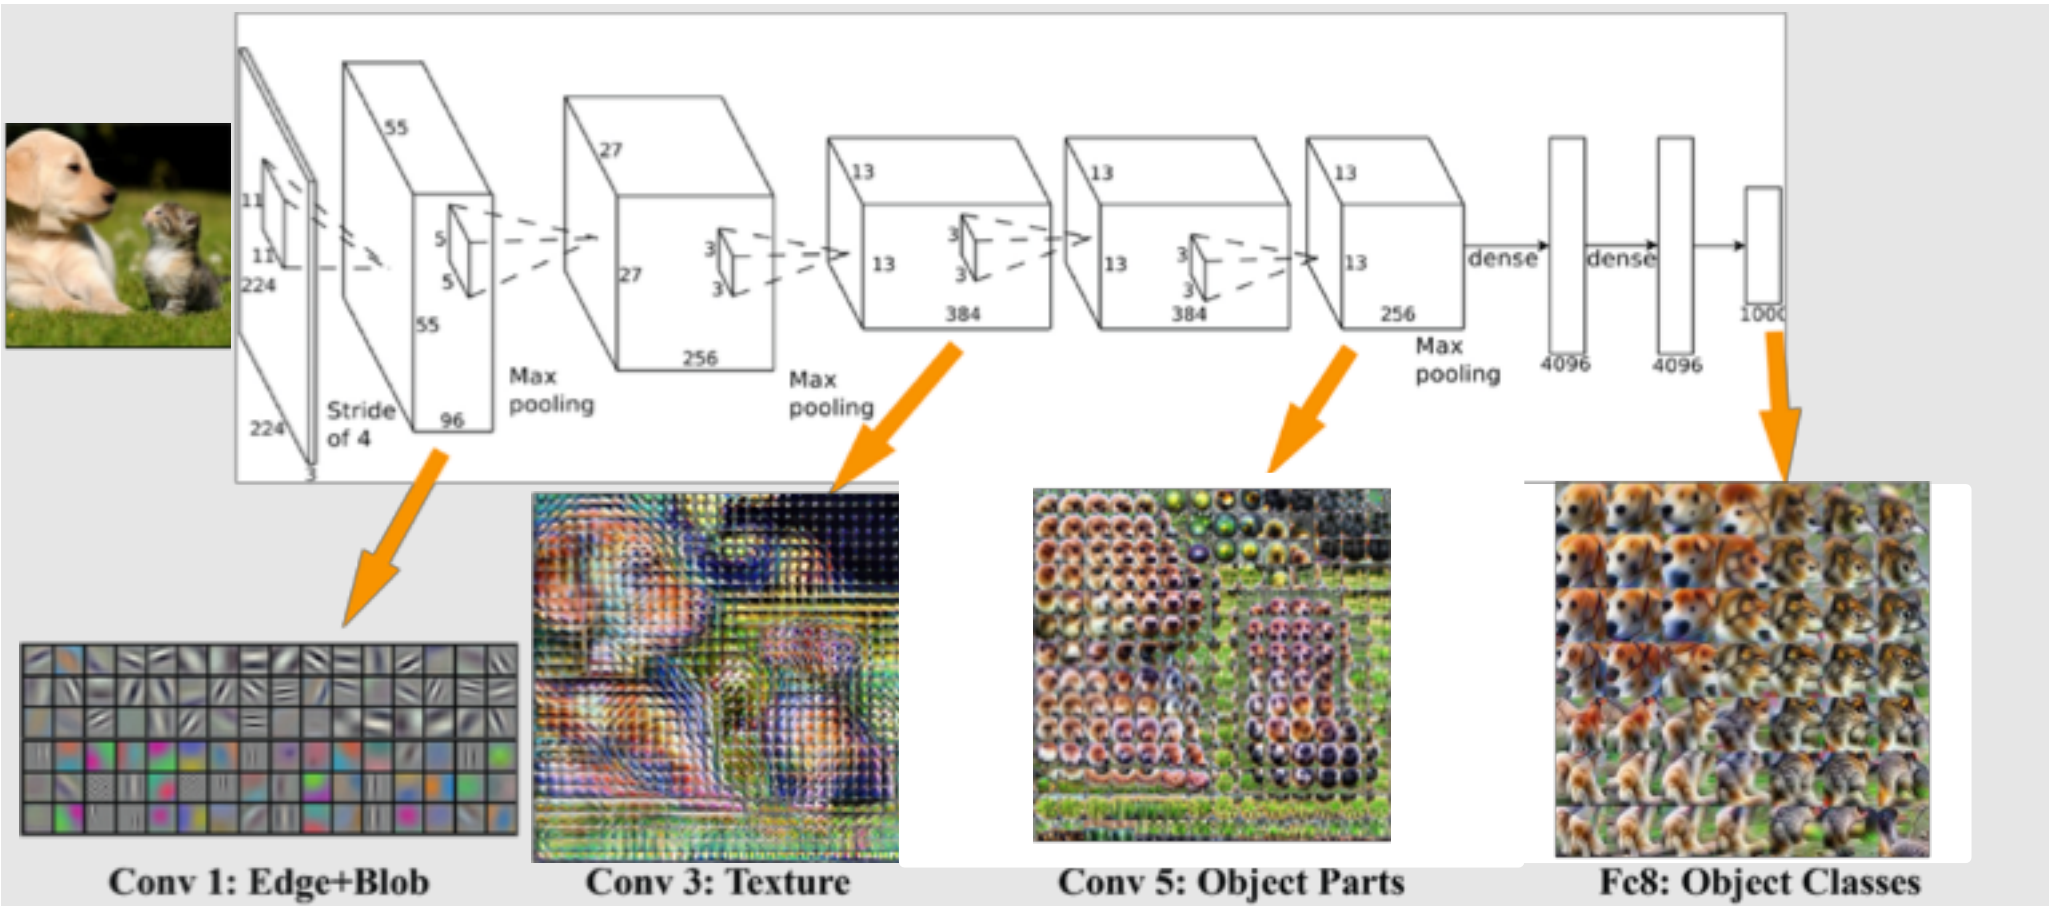 11
11
224
224
3
Stride
of 4
55
55
96
5
5
Max
pooling
27
27
256
3
3
Max
pooling
13
13
384
3
3
13
13
384
3
3
13
13
256
Max
pooling
dense
4096
dense
4096
1000
Conv 1: Edge+Blob
Conv 3: Texture
Conv 5: Object Parts
Fc8: Object Classes